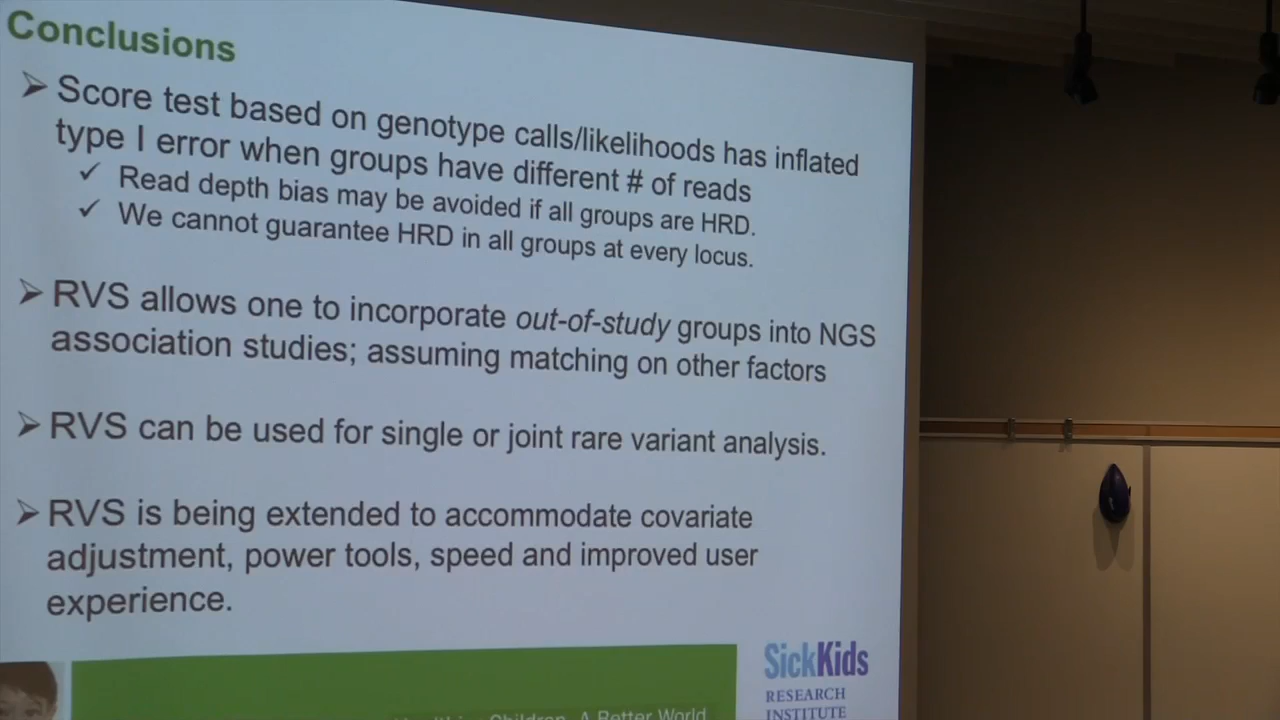 Conclusions
➢ Score test based on genotype calls/likelihoods has inflated
type I error when groups have different # of reads
✓ Read depth bias may be avoided if all groups are HRD.
✓ We cannot guarantee HRD in all groups at every locus.
➢ RVS allows one to incorporate out-of-study groups into NGS
association studies; assuming matching on other factors
➢ RVS can be used for single or joint rare variant analysis.
➢ RVS is being extended to accommodate covariate
adjustment, power tools, speed and improved user
experience.
Children. A Better World
SickKids
RESEARCH
INSTITUTE